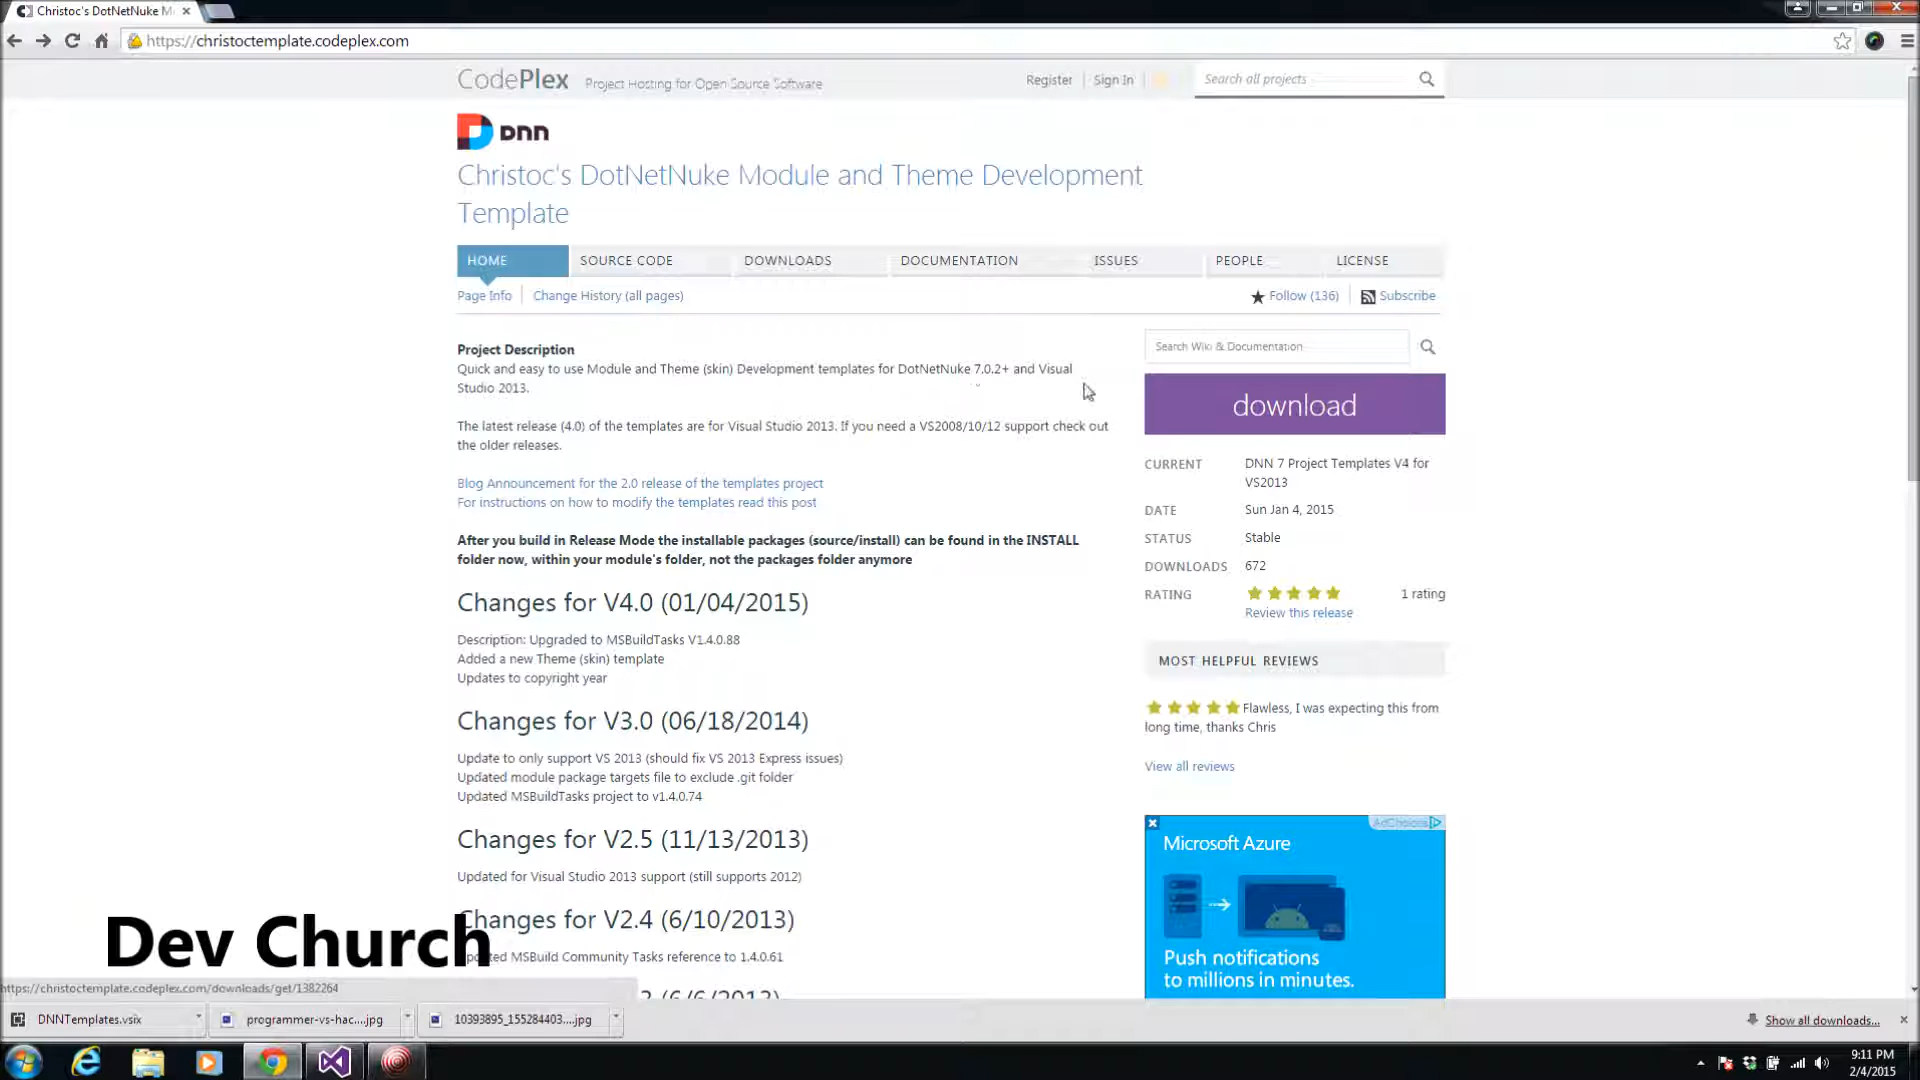 Christoc's DotNetNuke M
https://christoctemplate.codeplex.com
CodePlex Project Hosting for Open Source Software
Register Sign In
Search all projects
DNN
Christoc's DotNetNuke Module and Theme Development
Template
HOME SOURCE CODE DOWNLOADS DOCUMENTATION ISSUES PEOPLE LICENSE
Page Info Change History (all pages)
Follow (136) Subscribe
Project Description
Quick and easy to use Module and Theme (skin) Development templates for DotNetNuke 7.0.2+ and Visual
Studio 2013.
The latest release (4.0) of the templates are for Visual Studio 2013. If you need a VS2008/10/12 support check out
the older releases.
Blog Announcement for the 2.0 release of the templates project
For instructions on how to modify the templates read this post
After you build in Release Mode the installable packages (source/install) can be found in the INSTALL
folder now, within your module's folder, not the packages folder anymore
Changes for V4.0 (01/04/2015)
Description: Upgraded to MSBuildTasks V1.4.0.88
Added a new Theme (skin) template
Updates to copyright year
Changes for V3.0 (06/18/2014)
Update to only support VS 2013 (should fix VS 2013 Express issues)
Updated module package targets file to exclude .git folder
Updated MSBuildTasks project to v1.4.0.74
Changes for V2.5 (11/13/2013)
Updated for Visual Studio 2013 support (still supports 2012)
Changes for V2.4 (6/10/2013)
MSBuild Community Tasks reference to 1.4.0.61
(6/6/2013)
Search Wiki & Documentation
download
CURRENT DNN 7 Project Templates V4 for
VS2013
DATE Sun Jan 4, 2015
STATUS Stable
DOWNLOADS 672
RATING 1 rating
Review this release
MOST HELPFUL REVIEWS
Flawless, I was expecting this from
long time, thanks Chris
View all reviews
AdChoices
Microsoft Azure
Push notifications
to millions in minutes.
Dev Church
https://christoctemplate.codeplex.com/downloads/get/1382264
DNNTemplates.vsix
programmer-vs-hac....jpg
10393895_155284403....jpg
Show all downloads...
9:11 PM
2/4/2015